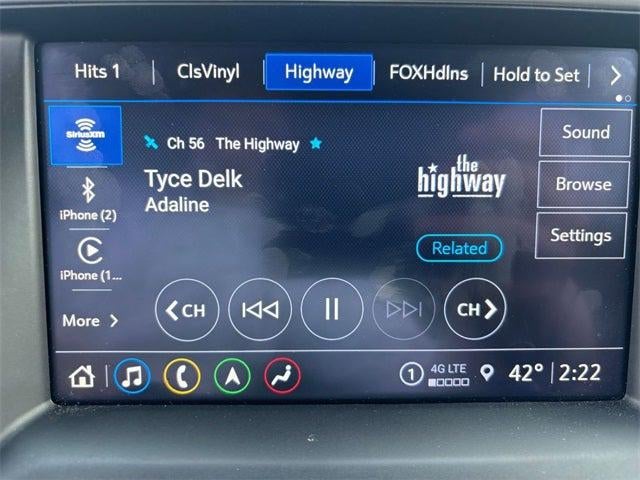 Hits 1 ClsVinyl Highway FOXHdlns Hold to Set
SiriusXM
Ch 56 The Highway
Sound
Tyce Delk
Adaline
the highway
Browse
iPhone (2)
Related
Settings
iPhone (1...
More
CH CH
1 4G LTE 42° 2:22